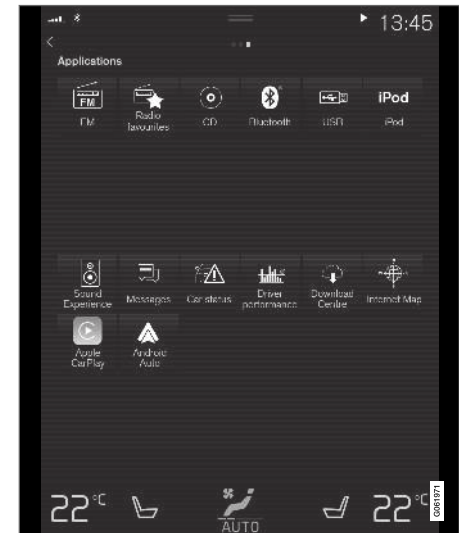 13:45
Applications
FM
iPod
FM
Radio
favourites
CD
Bluetooth
USB
iPod
Sound
Experience
Messages
Car status
Driver
performance
Download
Centre
Internet Map
Apple
CarPlay
Android
Auto
22°C
AUTO
22°C
G061971